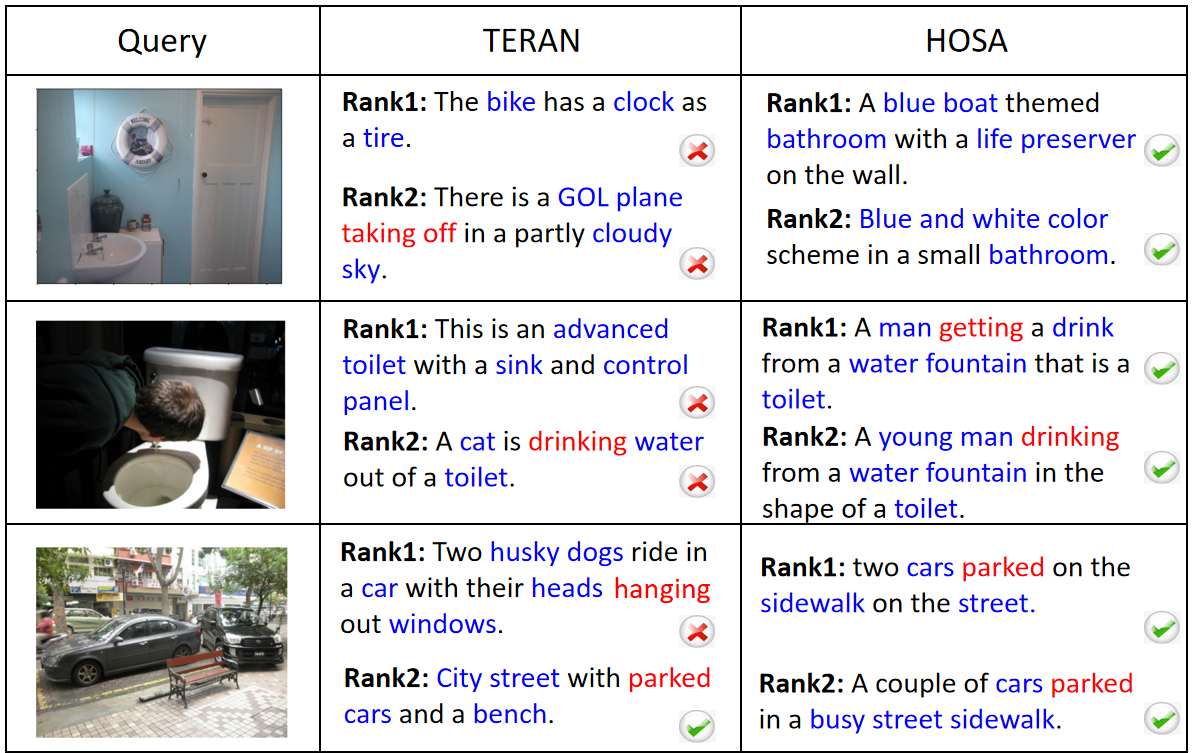 Query
TERAN
HOSA
WELCOME
ABOARD
Rank1: The bike has a clock as
a tire.
Rank2: There is a GOL plane
taking off in a partly cloudy
sky.
Rank1: A blue boat themed
bathroom with a life preserver
on the wall.
Rank2: Blue and white color
scheme in a small bathroom.
Rank1: This is an advanced
toilet with a sink and control
panel.
Rank2: A cat is drinking water
out of a toilet.
Rank1: A man getting a drink
from a water fountain that is a
toilet.
Rank2: A young man drinking
from a water fountain in the
shape of a toilet.
Rank1: Two husky dogs ride in
a car with their heads hanging
out windows.
Rank2: City street with parked
cars and a bench.
Rank1: two cars parked on the
sidewalk on the street.
Rank2: A couple of cars parked
in a busy street sidewalk.